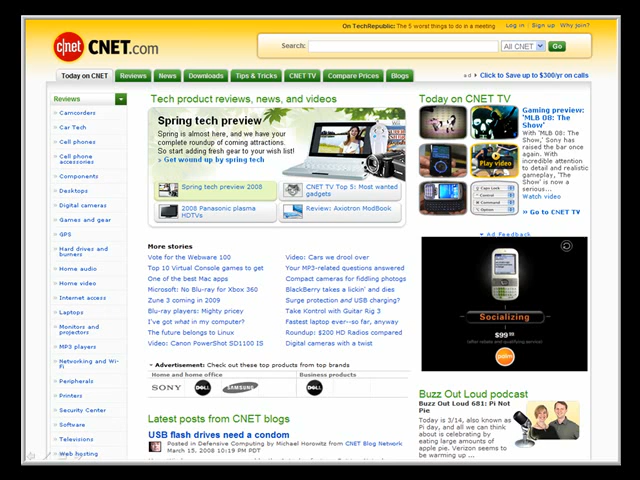 On TechRepublic: The 5 worst things to do in a meeting
Log in | Sign up Why join?
c|net CNET.com
Search:
All CNET
Go
Today on CNET
Reviews
News
Downloads
Tips & Tricks
CNET TV
Compare Prices
Blogs
ad
Click to Save up to $300/yr on calls
Reviews
Camcorders
Car Tech
Cell phones
Cell phone
accessories
Components
Desktops
Digital cameras
Games and gear
GPS
Hard drives and
burners
Home audio
Home video
Internet access
Laptops
Monitors and
projectors
MP3 players
Networking and Wi-
Fi
Peripherals
Printers
Security Center
Software
Televisions
Web hosting
Tech product reviews, news, and videos
Spring tech preview
Spring is almost here, and we have your
complete roundup of coming attractions.
So start adding fresh gear to your wish list!
> Get wound up by spring tech
Wii
Spring tech preview 2008
CNET TV Top 5: Most wanted
gadgets
2008 Panasonic plasma
HDTVs
Review: Axiotron ModBook
More stories
Vote for the Webware 100
Top 10 Virtual Console games to get
One of the best Mac apps
Microsoft: No Blu-ray for Xbox 360
Zune 3 coming in 2009
Blu-ray players: Mighty pricey
I've got what in my computer?
The future belongs to Linux
Video: Canon PowerShot SD1100 IS
Video: Cars we drool over
Your MP3-related questions answered
Compact cameras for fiddling photogs
BlackBerry takes a lickin' and dies
Surge protection and USB charging?
Take Kontrol with Guitar Rig 3
Fastest laptop ever--so far, anyway
Roundup: $200 HD Radios compared
Digital cameras with a twist
Advertisement: Check out these top products from top brands
Home and home office
Business products
SONY
DELL
SAMSUNG
DELL
Latest posts from CNET blogs
USB flash drives need a condom
Posted in Defensive Computing by Michael Horowitz from CNET Blog Network
March 15, 2008 10:19 PM PDT
Today on CNET TV
Play video
Caps Lock
Control
Command
Option
Gaming preview:
'MLB 08: The
Show'
With 'MLB 08: The
Show,' Sony has
raised the bar once
again. With
incredible attention
to detail and realistic
gameplay, 'The
Show' is now a
serious...
Watch video
» Go to CNET TV
Ad Feedback
Socializing
$99
palm
Buzz Out Loud podcast
Buzz Out Loud 681: Pi Not
Pie
Today is 3/14, also known as
Pi day, and all we can think
about is celebrating by
eating large amounts of
apple pie. Verizon seems to
be warming up ...